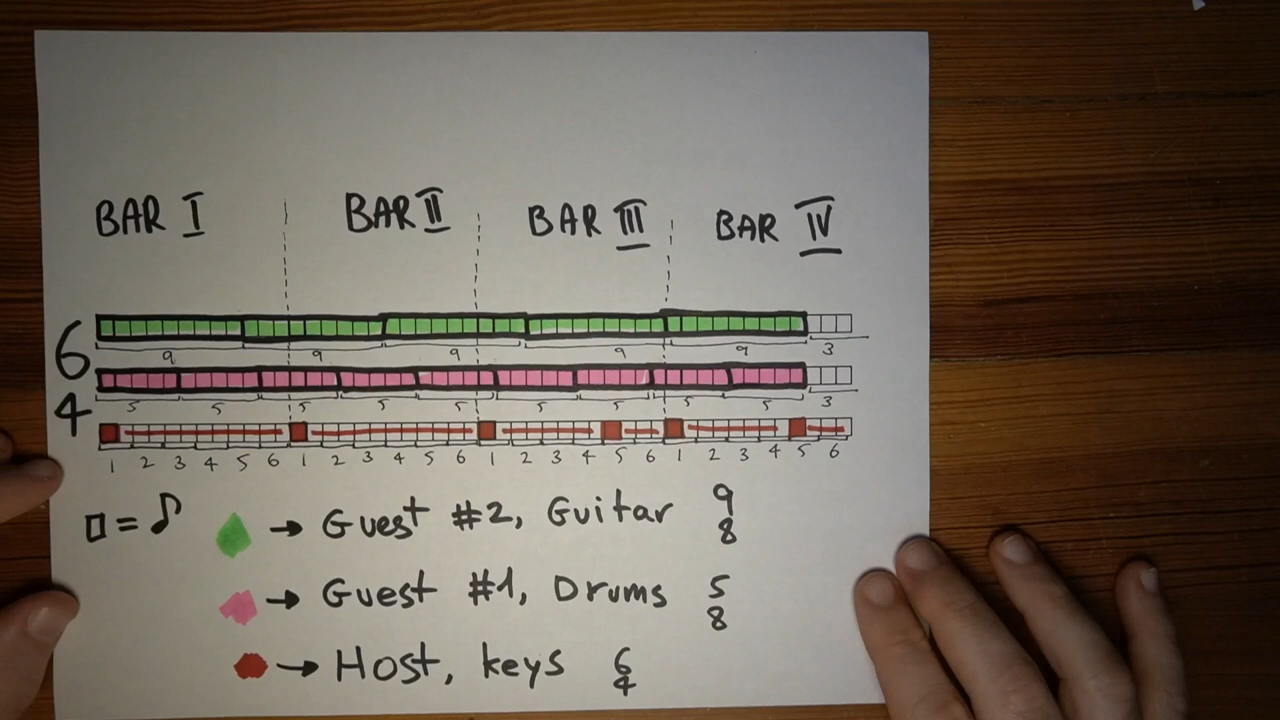 BAR I BAR II BAR III BAR IV
6
4
9 9 9 9 9 3
5 5 5 5 5 5 5 5 5 3
1 2 3 4 5 6 1 2 3 4 5 6 1 2 3 4 5 6 1 2 3 4 5 6
□ = ♪
→ Guest #2, Guitar 9
8
→ Guest #1, Drums 5
8
→ Host, keys 6
4